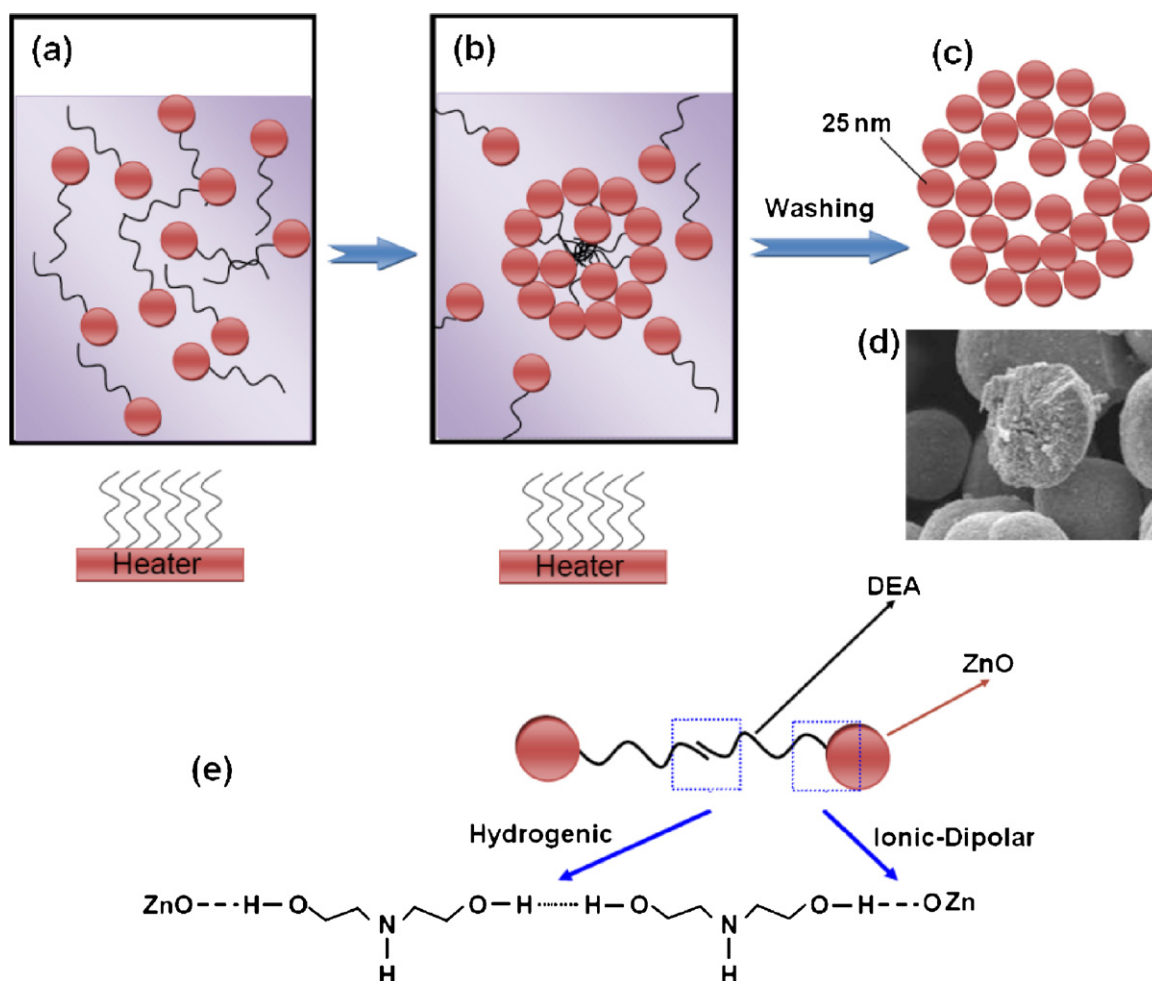 (a)
(b)
(c)
25 nm
Washing
(d)
Heater
Heater
DEA
ZnO
(e)
Hydrogenic
Ionic-Dipolar
ZnO---H-O O-H······H-O O-H---OZn
N N
H H